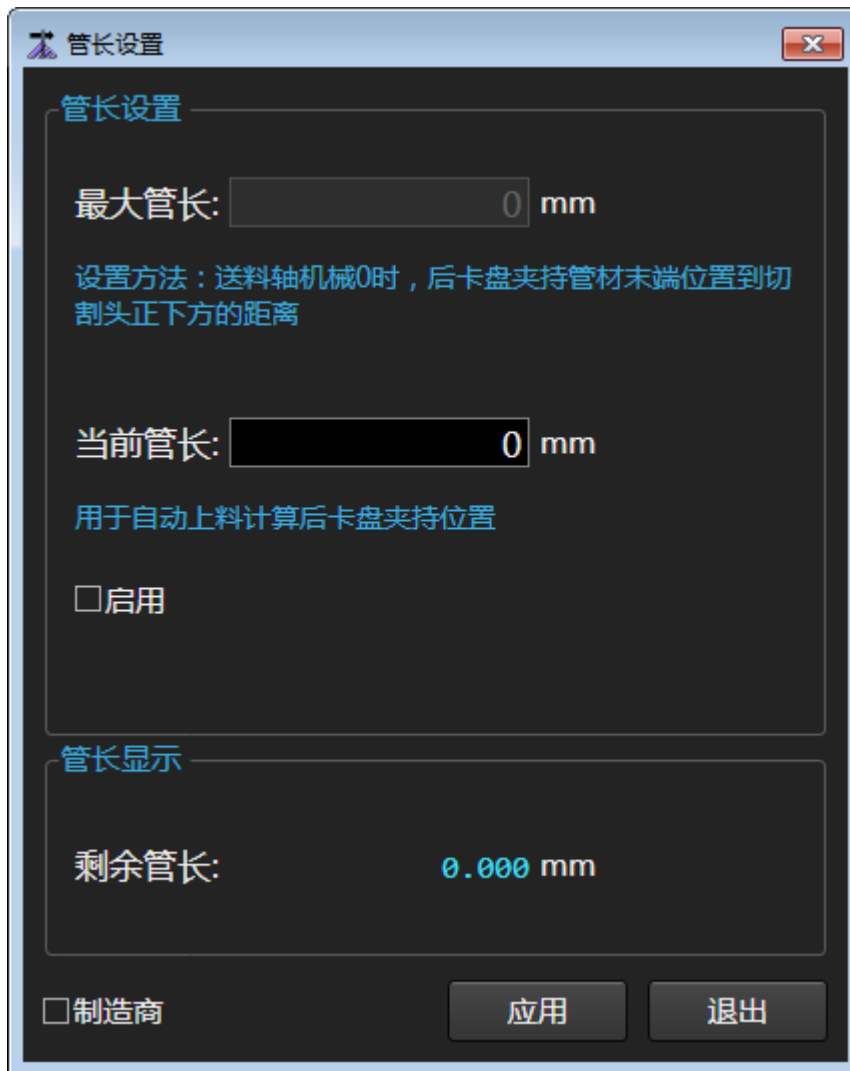 管长设置
管长设置
最大管长: 0 mm
设置方法：送料轴机械0时，后卡盘夹持管材末端位置到切
割头正下方的距离
当前管长: 0 mm
用于自动上料计算后卡盘夹持位置
启用
管长显示
剩余管长: 0.000 mm
制造商 应用 退出